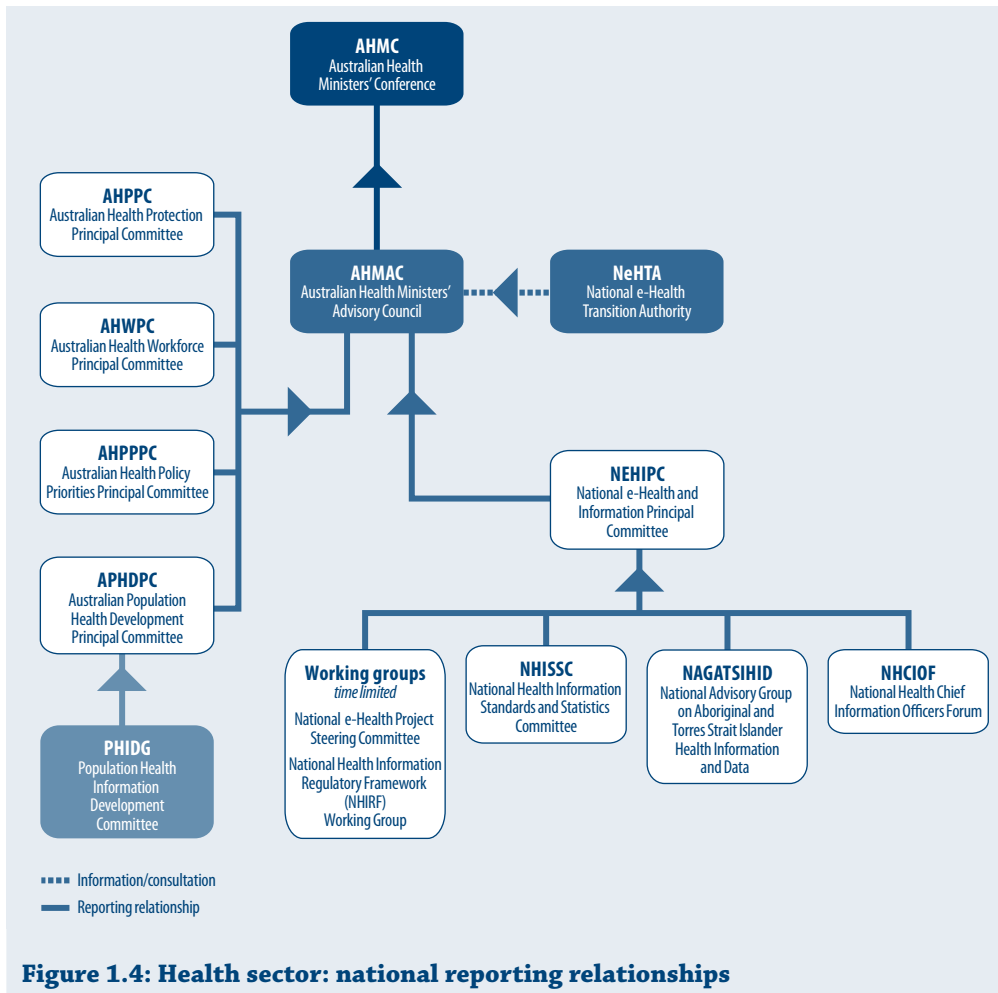 AHMC
Australian Health
Ministers' Conference
AHPPC
Australian Health Protection
Principal Committee
AHMAC
Australian Health Ministers'
Advisory Council
NeHTA
National e-Health
Transition Authority
AHWPC
Australian Health Workforce
Principal Committee
AHPPPC
Australian Health Policy
Priorities Principal Committee
NEHIPC
National e-Health and
Information Principal
Committee
APHDPC
Australian Population
Health Development
Principal Committee
Working groups
time limited
National e-Health Project
Steering Committee
National Health Information
Regulatory Framework
(NHIRF)
Working Group
NHISSC
National Health Information
Standards and Statistics
Committee
NAGATSIHID
National Advisory Group
on Aboriginal and
Torres Strait Islander
Health Information
and Data
NHCIOF
National Health Chief
Information Officers Forum
PHIDG
Population Health
Information
Development
Committee
Information/consultation
Reporting relationship
Figure 1.4: Health sector: national reporting relationships